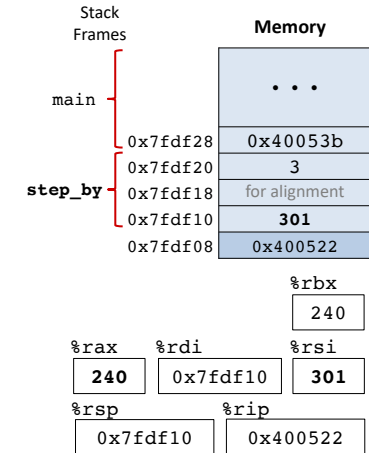 Stack
Frames
Memory
• • •
main
0x7fdf28 0x40053b
0x7fdf20 3
step_by 0x7fdf18 for alignment
0x7fdf10 301
0x7fdf08 0x400522
%rbx
240
%rax %rdi %rsi
240 0x7fdf10 301
%rsp %rip
0x7fdf10 0x400522